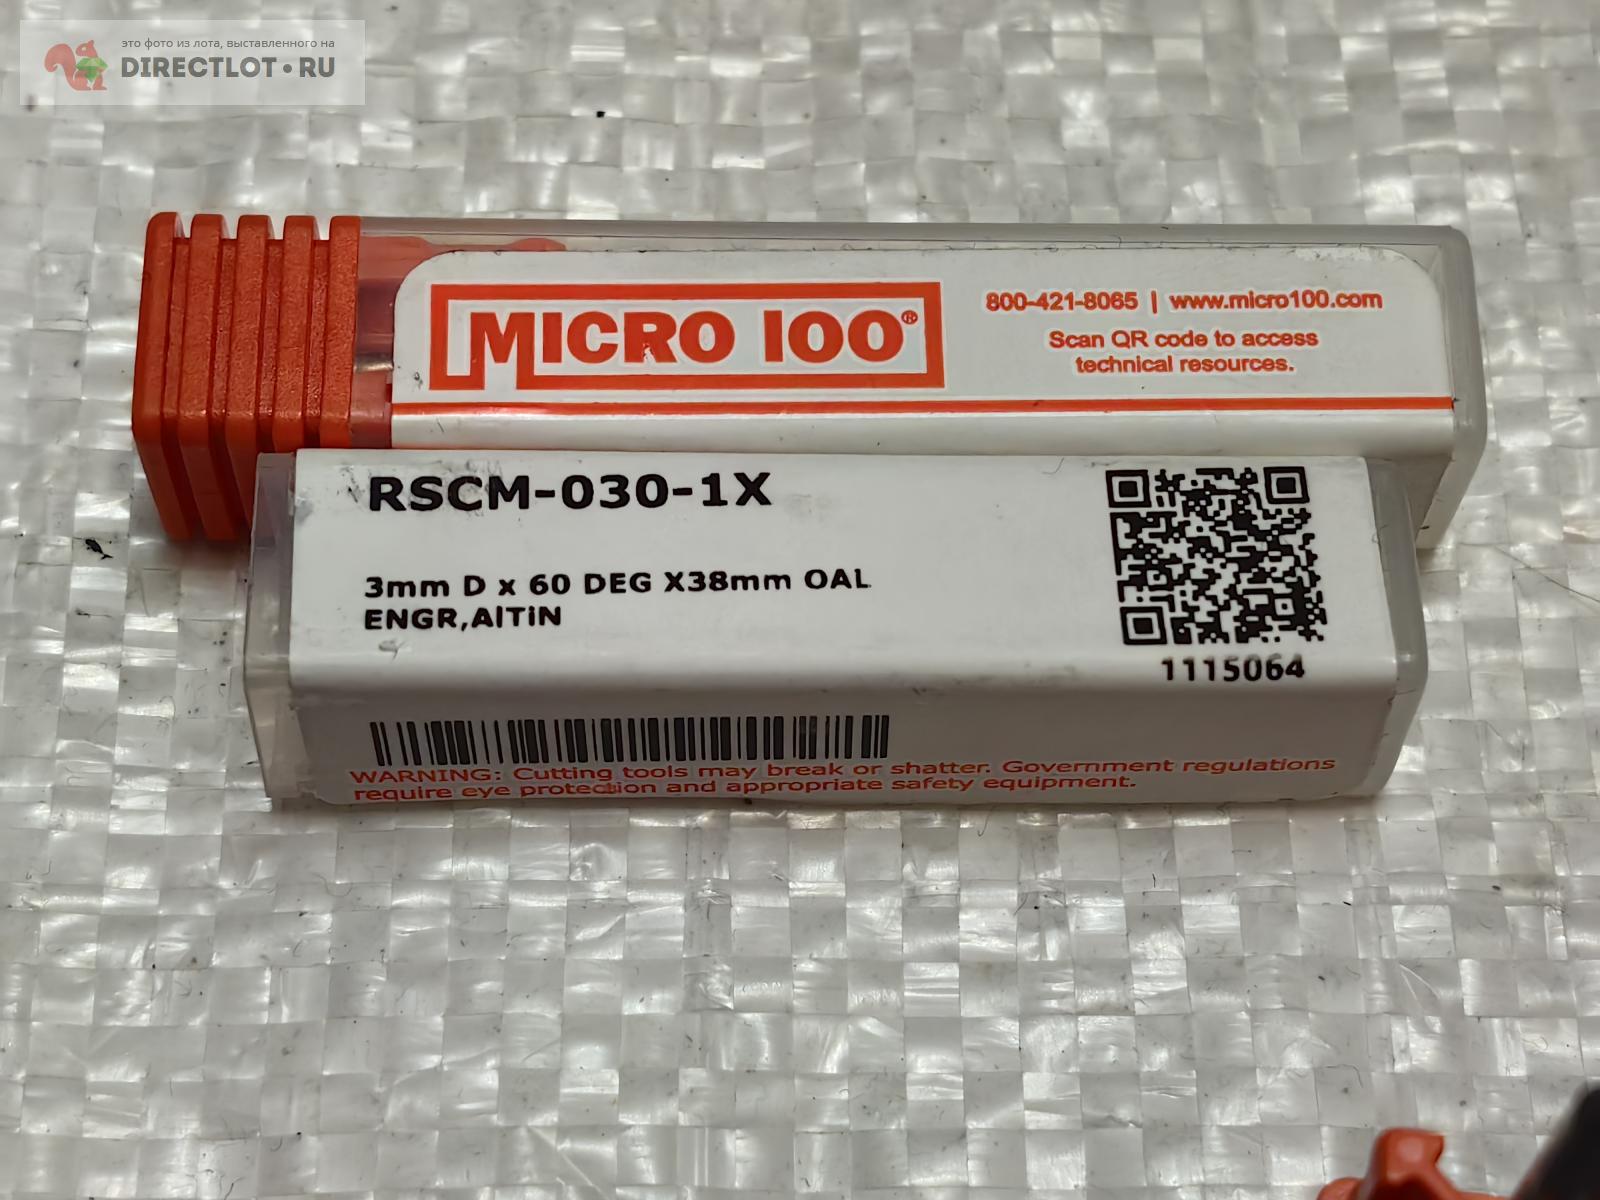 это фото из лота, выставленного на
DIRECTLOT•RU
MICRO 100®
800-421-8065 | www.micro100.com
Scan QR code to access
technical resources.
RSCM-030-1X
3mm D x 60 DEG X38mm OAL
ENGR,AlTiN
1115064
WARNING: Cutting tools may break or shatter. Government regulations
require eye protection and appropriate safety equipment.